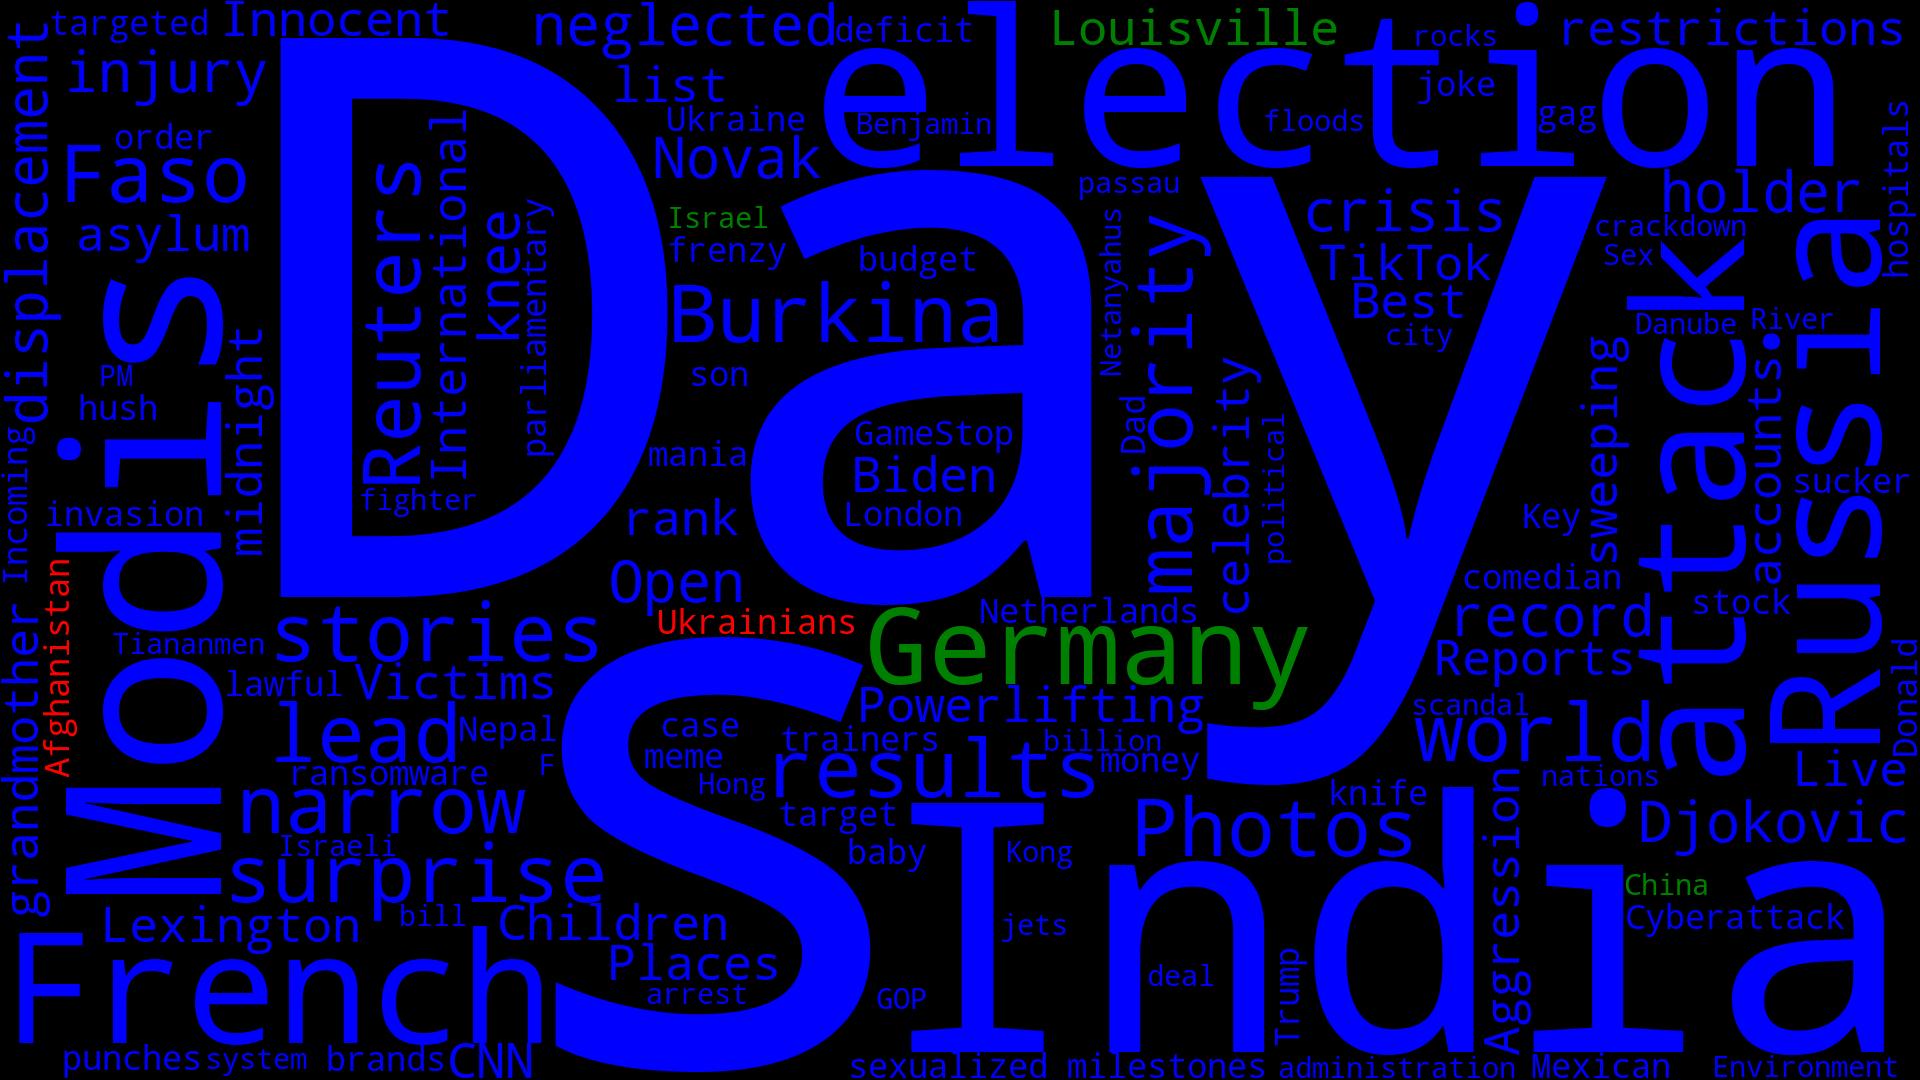 targeted
Innocent
neglected
deficit
election
Louisville
rocks
restrictions
injury
list
joke
Ukraine
Benjamin
floods
gag
order
Faso
Novak
displacement
hospitals
Day
Reuters
International
knee
parliamentary
passau
crisis
holder
asylum
Israel
frenzy
budget
Netanyahus
majority
TikTok
crackdown
Sex
Burkina
Best
city
Danube
River
attack
Russia
Modis
PM
hush
midnight
son
Dad
celebrity
political
sweeping
accounts
mania
GameStop
Biden
London
sucker
invasion
fighter
rank
Key
Incoming
Afghanistan
Open
comedian
stock
grandmother
Tiananmen
stories
Ukrainians
Netherlands
Germany
record
Reports
lawful
Victims
Powerlifting
scandal
world
Donald
lead
Nepal
F
case
trainers
billion
money
meme
ransomware
Hong
results
nations
Live
narrow
target
knife
Photos
Aggression
Djokovic
Israeli
surprise
baby
Kong
S
India
China
Cyberattack
Lexington
bill
Children
jets
French
Places
arrest
GOP
deal
Trump
punches
system
brands
CNN
sexualized
milestones
administration
Mexican
Environment